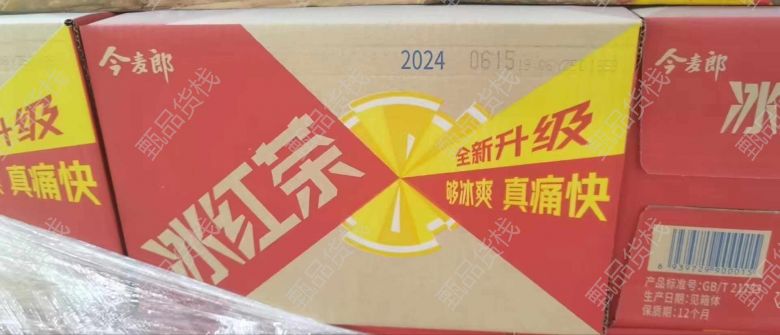 今麦郎
2024 0615
冰红茶
全新升级
够冰爽 真痛快
升级
痛快
今麦郎
冰
产品标准号:GB/T 21733
生产日期:见箱体
保质期:12个月
甄品货栈